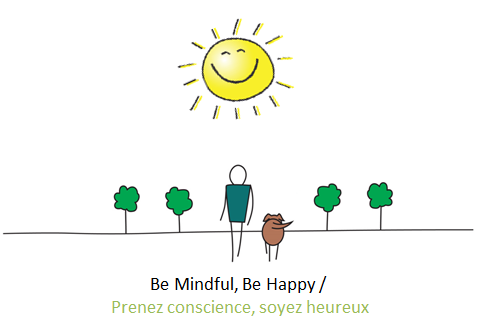 Be Mindful, Be Happy /
Prenez conscience, soyez heureux